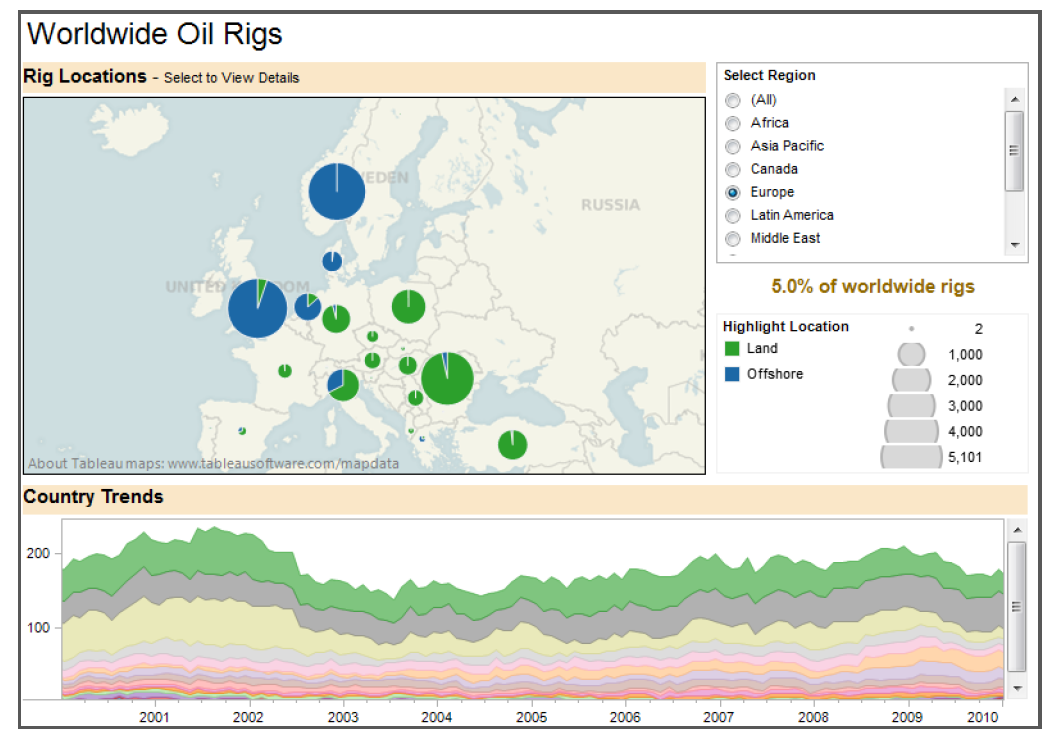 Worldwide Oil Rigs
Rig Locations - Select to View Details
Select Region
(All)
Africa
Asia Pacific
Canada
Europe
Latin America
Middle East
RUSSIA
5.0% of worldwide rigs
Highlight Location
Land
Offshore
2
1,000
2,000
3,000
4,000
5,101
About Tableau maps: www.tableausoftware.com/mapdata
Country Trends
200
100
2001 2002 2003 2004 2005 2006 2007 2008 2009 2010